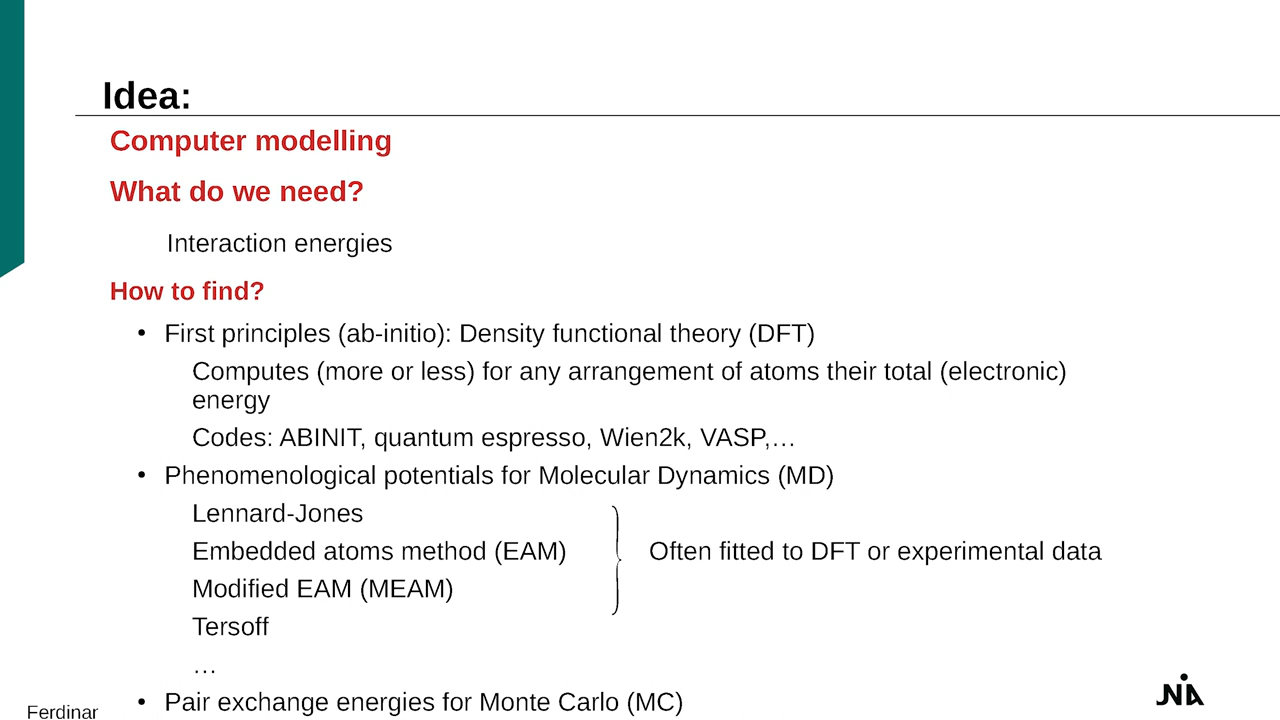 Idea:
Computer modelling
What do we need?
Interaction energies
How to find?
• First principles (ab-initio): Density functional theory (DFT)
Computes (more or less) for any arrangement of atoms their total (electronic)
energy
Codes: ABINIT, quantum espresso, Wien2k, VASP,…
• Phenomenological potentials for Molecular Dynamics (MD)
Lennard-Jones
Embedded atoms method (EAM)
Often fitted to DFT or experimental data
Modified EAM (MEAM)
Tersoff
…
• Pair exchange energies for Monte Carlo (MC)
Ferdinar